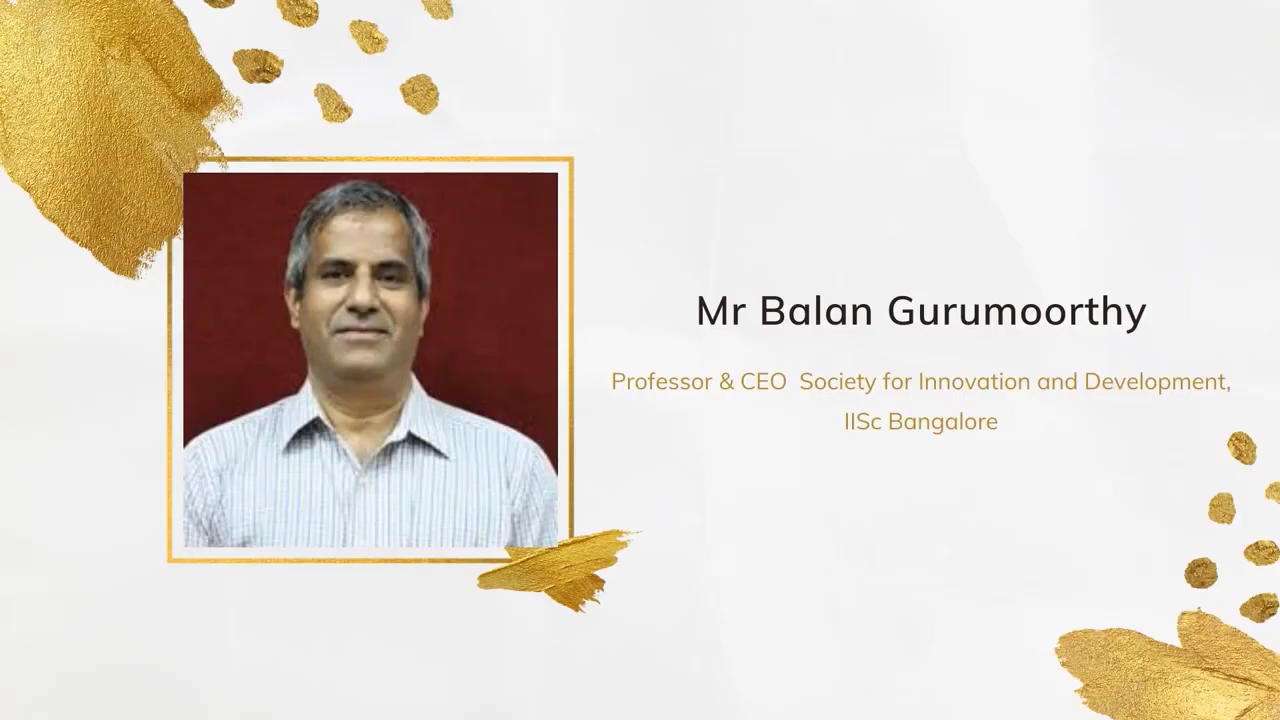 Mr Balan Gurumoorthy
Professor & CEO  Society for Innovation and Development,
IISc Bangalore